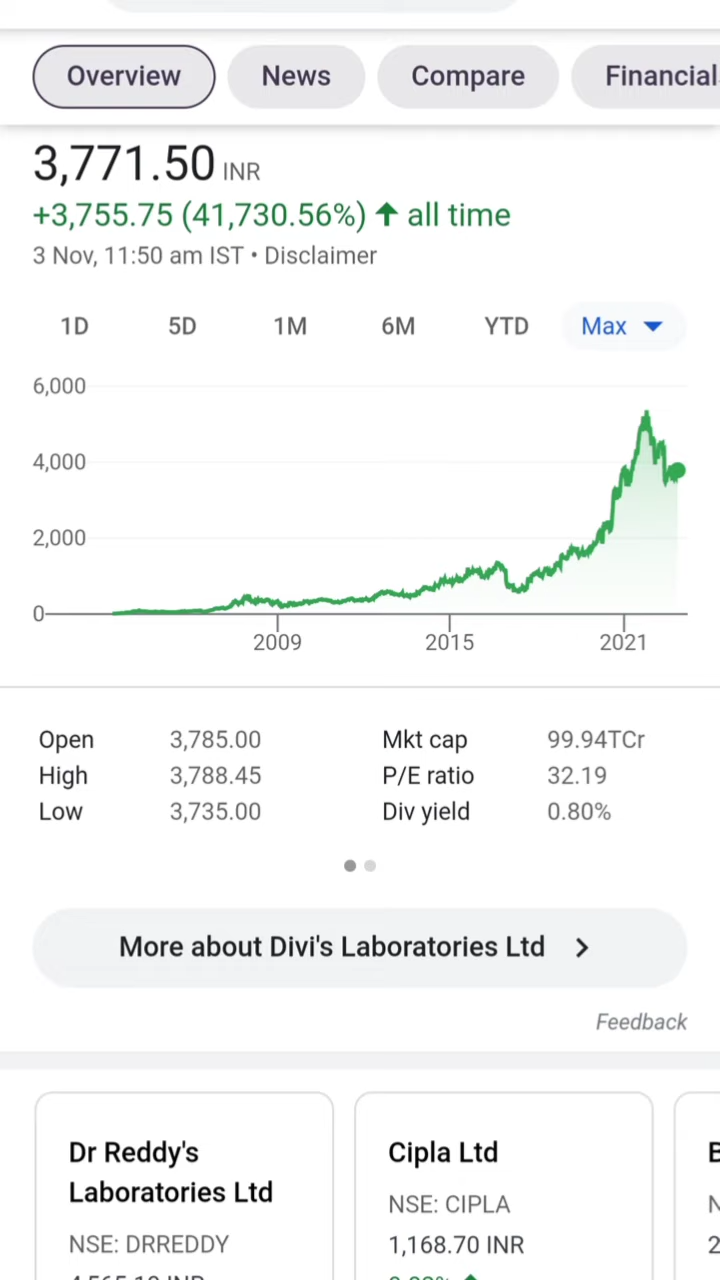 Overview News Compare Financial
3,771.50 INR
+3,755.75 (41,730.56%) ↑ all time
3 Nov, 11:50 am IST • Disclaimer
1D 5D 1M 6M YTD Max
6,000
4,000
2,000
0
2009 2015 2021
Open 3,785.00 Mkt cap 99.94TCr
High 3,788.45 P/E ratio 32.19
Low 3,735.00 Div yield 0.80%
More about Divi's Laboratories Ltd
Feedback
Dr Reddy's
Laboratories Ltd
NSE: DRREDDY
Cipla Ltd
NSE: CIPLA
1,168.70 INR